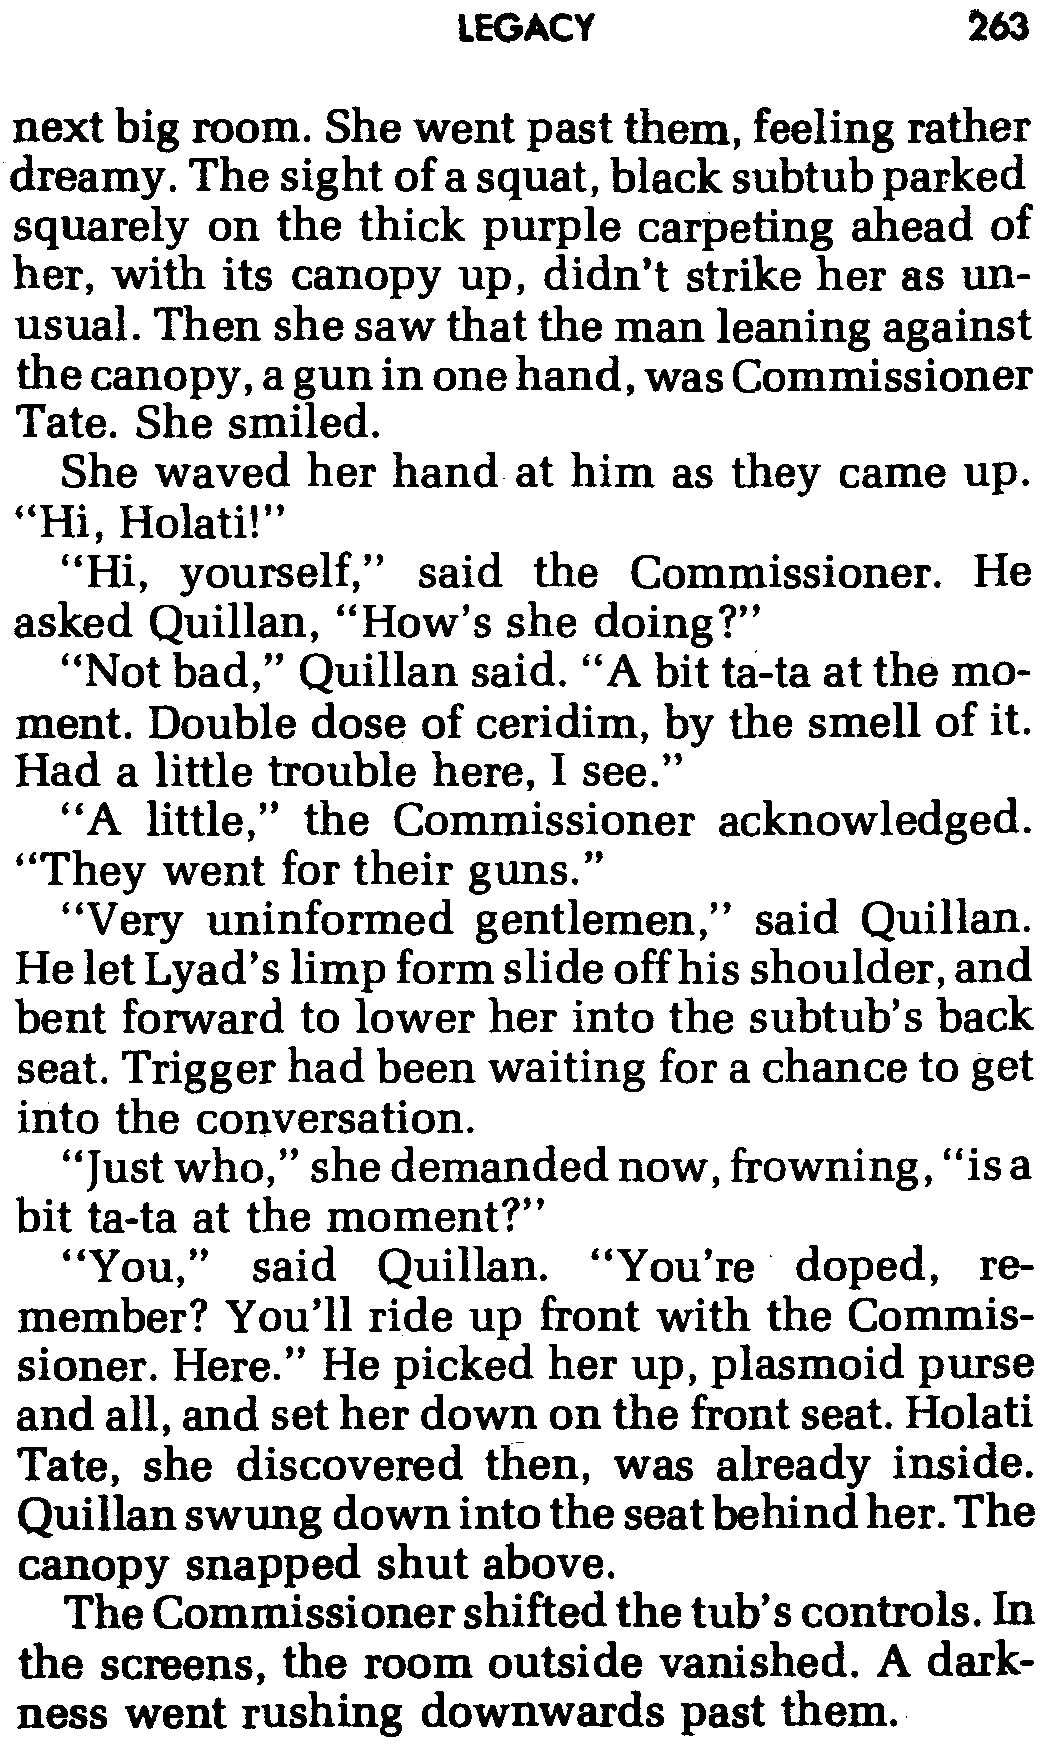 LEGACY 263
next big room. She went past them, feeling rather
dreamy. The sight of a squat, black subtub parked
squarely on the thick purple carpeting ahead of
her, with its canopy up, didn't strike her as un-
usual. Then she saw that the man leaning against
the canopy, a gun in one hand, was Commissioner
Tate. She smiled.
She waved her hand at him as they came up.
"Hi, Holati!"
"Hi, yourself," said the Commissioner. He
asked Quillan, "How's she doing?"
"Not bad," Quillan said. "A bit ta-ta at the mo-
ment. Double dose of ceridim, by the smell of it.
Had a little trouble here, I see."
"A little," the Commissioner acknowledged.
"They went for their guns."
"Very uninformed gentlemen," said Quillan.
He let Lyad's limp form slide off his shoulder, and
bent forward to lower her into the subtub's back
seat. Trigger had been waiting for a chance to get
into the conversation.
"Just who," she demanded now, frowning, "is a
bit ta-ta at the moment?"
"You," said Quillan. "You're doped, re-
member? You'll ride up front with the Commis-
sioner. Here." He picked her up, plasmoid purse
and all, and set her down on the front seat. Holati
Tate, she discovered then, was already inside.
Quillan swung down into the seat behind her. The
canopy snapped shut above.
The Commissioner shifted the tub's controls. In
the screens, the room outside vanished. A dark-
ness went rushing downwards past them.